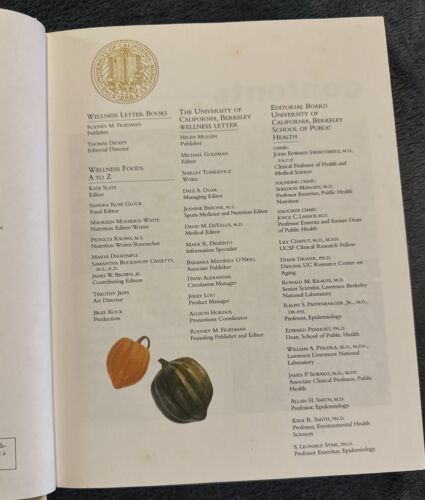 WELLNESS LETTER BOOKS
RODNEY M. FRIEDMAN
Publisher
THOMAS DICKEY
Editorial Director
WELLNESS FOODS
A TO Z
KATE SLATE
Editor
SANDRA ROSE GLUCK
Food Editor
MAUREEN MULHERN-WHITE
Nutrition Editor/Writer
PATRICIA KAUPAS, M.S.
Nutrition Writer/Researcher
MARYA DALRYMPLE
SAMANTHA BUCKANOFF CASSETTY,
M.S., R.D.
JAMES W. BROWN, JR.
Contributing Editors
TIMOTHY JEFFS
Art Director
BREE ROCK
Production
THE UNIVERSITY OF
CALIFORNIA, BERKELEY
WELLNESS LETTER
HELEN MULLEN
Publisher
MICHAEL GOLDMAN
Editor
SHIRLEY TOMKIEVICZ
Writer
DALE A. OGAR
Managing Editor
JEANINE BARONE, M.S.
Sports Medicine and Nutrition Editor
DAVID M. DEVELLIS, M.D.
Medical Editor
MARK R. DESERTO
Information Specialist
BARBARA MAXWELL O'NEILL
Associate Publisher
DAVID ALEXANDER
Circulation Manager
JERLEY LOO
Product Manager
ALLISON HORDOS
Promotions Coordinator
RODNEY M. FRIEDMAN
Founding Publisher and Editor
EDITORIAL BOARD
UNIVERSITY OF
CALIFORNIA, BERKELEY
SCHOOL OF PUBLIC
HEALTH
CHAIR:
JOHN EDWARD SWARTZBERG, M.D.,
F.A.C.P.
Clinical Professor of Health and
Medical Science
FOUNDING CHAIR:
SHELDON MARGEN, M.D.
Professor Emeritus, Public Health
Nutrition
ASSOCIATE CHAIR:
JOYCE C. LASHOF, M.D.
Professor Emerita and former Dean
of Public Health
LILY CHAPUT, M.D., M.P.H.
UCSF Clinical Research Fellow
DIANE DRIVER, PH.D.
Director, UC Resource Center on
Aging
RONALD M. KRAUSS, M.D.
Senior Scientist, Lawrence Berkeley
National Laboratory
RALPH S. PAFFENBARGER, JR., M.D.,
DR.P.H.
Professor, Epidemiology
EDWARD PENHOET, PH.D.
Dean, School of Public Health
WILLIAM A. PEREIRA, M.D., M.P.H.,
Lawrence Livermore National
Laboratory
JAMES P. SEWARD, M.D., M.P.P.
Associate Clinical Professor, Public
Health
ALLAN H. SMITH, M.D.
Professor, Epidemiology
KIRK R. SMITH, PH.D.
Professor, Environmental Health
Sciences
S. LEONARD SYME, PH.D.
Professor Emeritus, Epidemiology